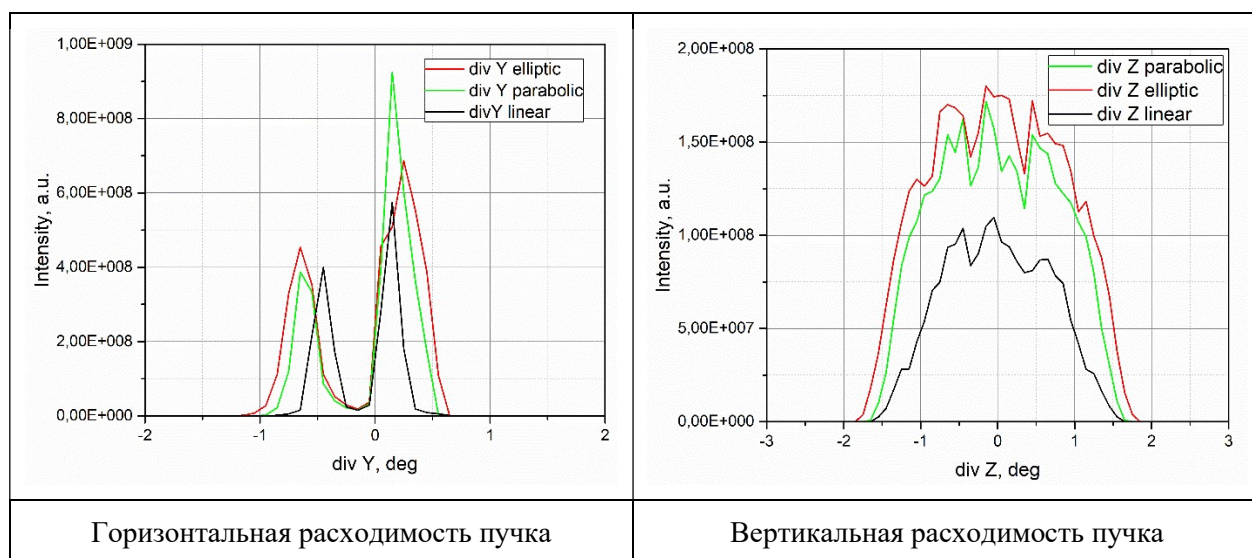 1,00E+009
8,00E+008
6,00E+008
4,00E+008
2,00E+008
0,00E+000
Intensity, a.u.
div Y elliptic
div Y parabolic
divY linear
-2
-1
0
1
2
div Y, deg
2,00E+008
1,50E+008
1,00E+008
5,00E+007
0,00E+000
Intensity, a.u.
div Z parabolic
div Z elliptic
div Z linear
-3
-2
-1
0
1
2
3
div Z, deg
Горизонтальная расходимость пучка
Вертикальная расходимость пучка